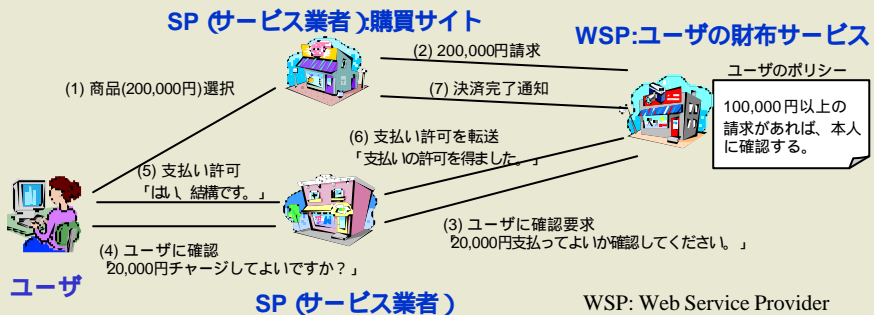 SP (サービス業者):購買サイト
WSP:ユーザの財布サービス
(2) 200,000円請求
ユーザのポリシー
(1) 商品(200,000円)選択
(7) 決済完了通知
100,000円以上の
請求があれば、本人
に確認する。
(6) 支払い許可を転送
「支払いの許可を得ました。」
(5) 支払い許可
「はい、結構です。」
(3) ユーザに確認要求
「20,000円支払ってよいか確認してください。」
(4) ユーザに確認
「20,000円チャージしてよいですか?」
ユーザ
SP (サービス業者)
WSP: Web Service Provider